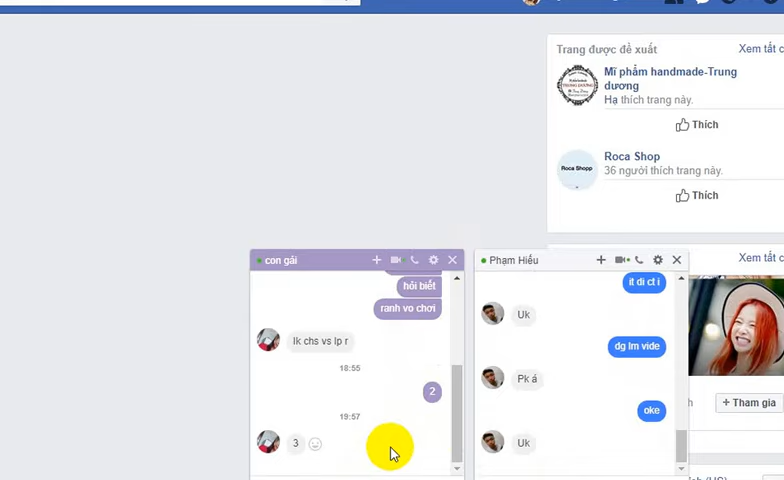 Trang được đề xuất
Xem tất c
Mĩ phẩm handmade-Trung
dương
Hạ thích trang này.
Thích
Roca Shop
36 người thích trang này.
Thích
Roca Shopp
TRUNG DƯƠNG
con gái
hỏi biết
ranh vo chơi
lk chs vs lp r
18:55
2
19:57
3
Phạm Hiếu
it di ct i
Uk
dg lm vide
Pk á
oke
Uk
Xem tất c
+ Tham gia